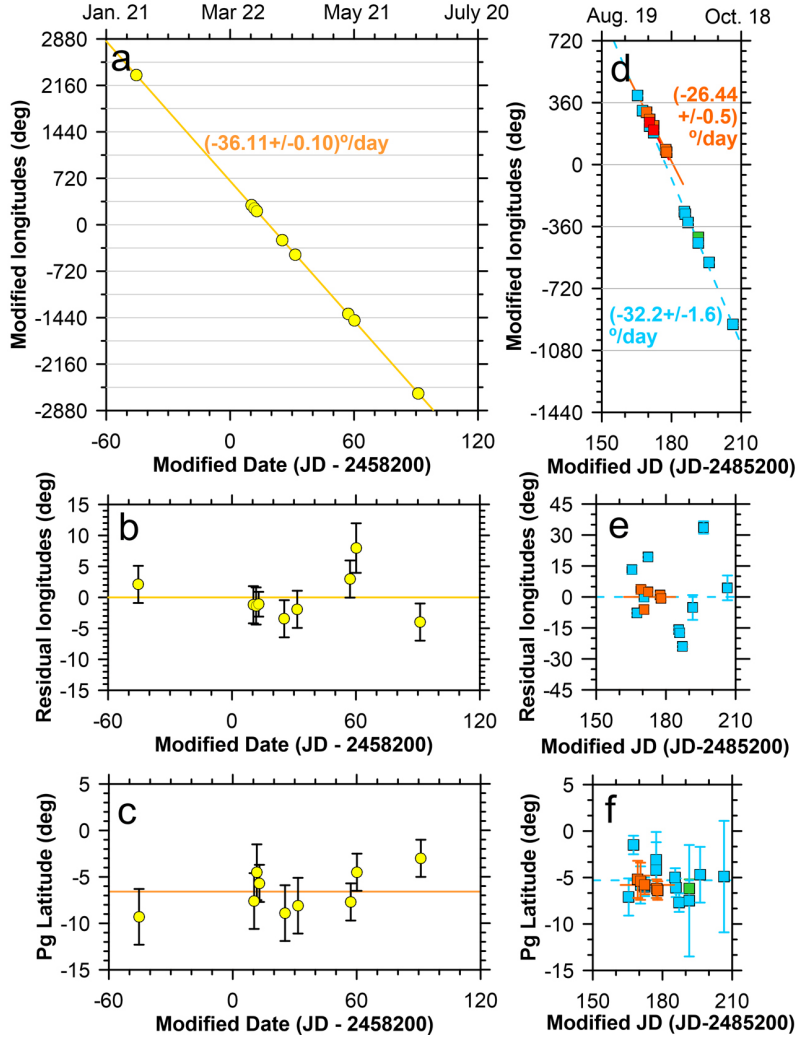 Jan. 21 Mar 22 May 21 July 20
Aug. 19 Oct. 18
a
Modified longitudes (deg)
2880
2160
1440
720
0
-720
-1440
-2160
-2880
(-36.11+/-0.10)º/day
-60 0 60 120
Modified Date (JD - 2458200)
d
Modified longitudes (deg)
720
360
0
-360
-720
-1080
-1440
(-26.44
+/-0.5)
º/day
(-32.2+/-1.6)
º/day
150 180 210
Modified JD (JD-2485200)
b
Residual longitudes (deg)
15
10
5
0
-5
-10
-15
-60 0 60 120
Modified Date (JD - 2458200)
e
Residual longitudes (deg)
45
30
15
0
-15
-30
-45
150 180 210
Modified JD (JD-2485200)
c
Pg Latitude (deg)
5
0
-5
-10
-15
-60 0 60 120
Modified Date (JD - 2458200)
f
Pg Latitude (deg)
5
0
-5
-10
-15
150 180 210
Modified JD (JD-2485200)